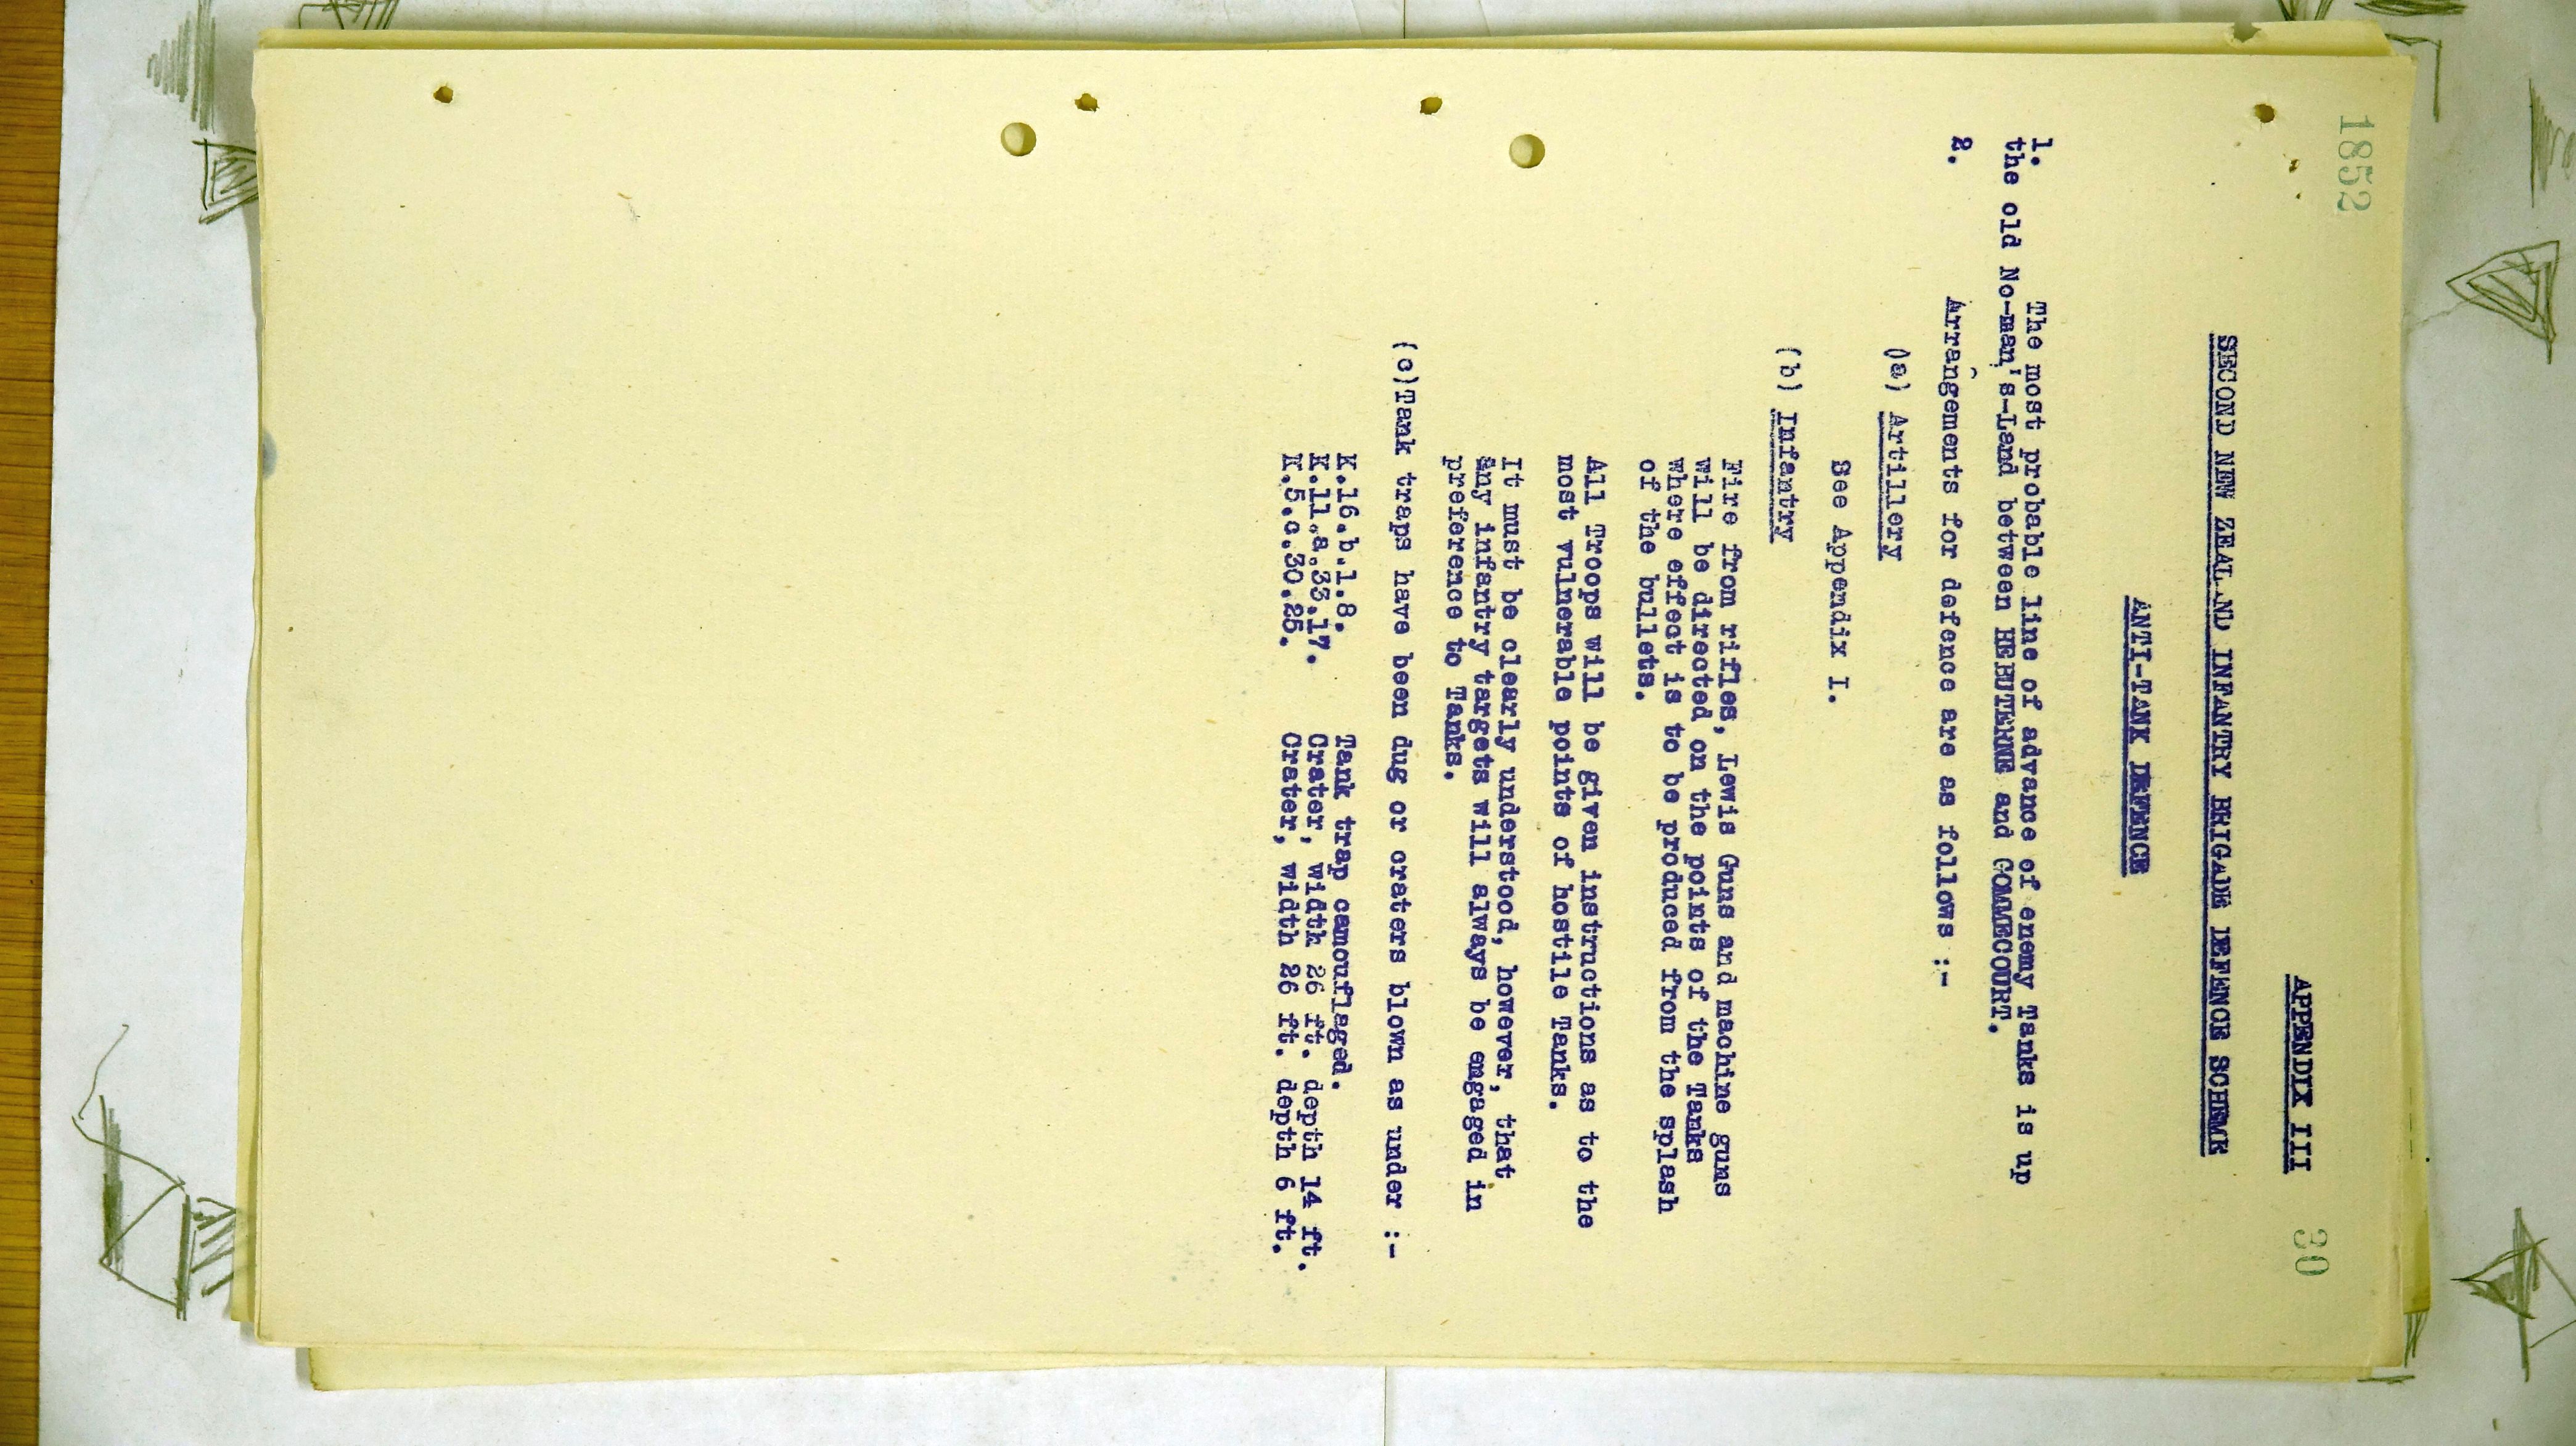 1852
APPENDIX III 30
SECOND NEW ZEALAND INFANTRY BRIGADE DEFENCE SCHEME
ANTI-TANK DEFENCE
1. The most probable line of advance of enemy Tanks is up
the old No-man's-Land between HEBUTERNE and GOMMECOURT.
2. Arrangements for defence are as follows :-
)a) Artillery
See Appendix I.
(b) Infantry
Fire from rifles, Lewis Guns and machine guns
will be directed on the points of the Tanks
where effect is to be produced from the splash
of the bullets.
All Troops will be given instructions as to the
most vulnerable points of hostile Tanks.
It must be clearly understood, however, that
any infantry targets will always be engaged in
preference to Tanks.
(c)Tank traps have been dug or craters blown as under :-
K.16.b.1.8. Tank trap camouflaged.
K.11.a.33.17. Crater, width 26 ft. depth 14 ft.
K.5.c.30.25. Crater, width 26 ft. depth 6 ft.